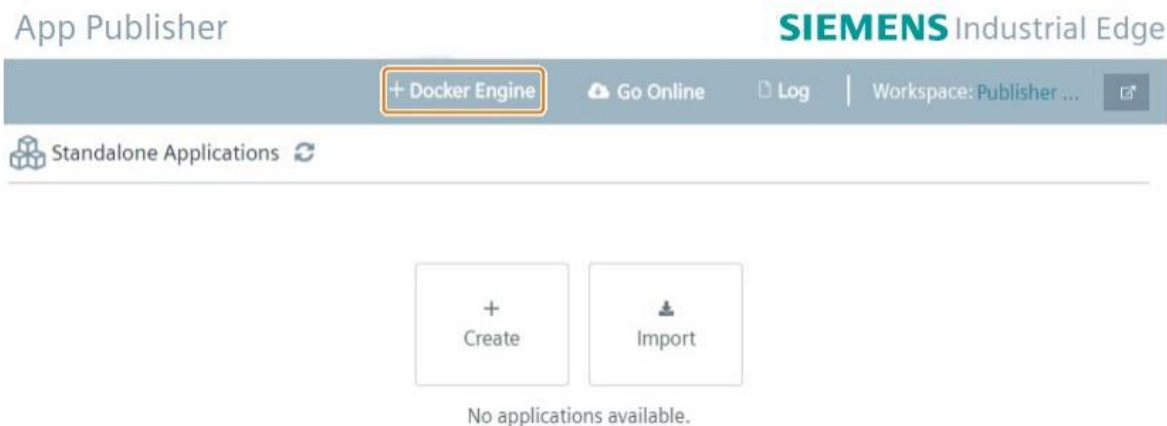 App Publisher
SIEMENS Industrial Edge
+ Docker Engine Go Online Log Workspace: Publisher ...
Standalone Applications
+
Create Import
No applications available.